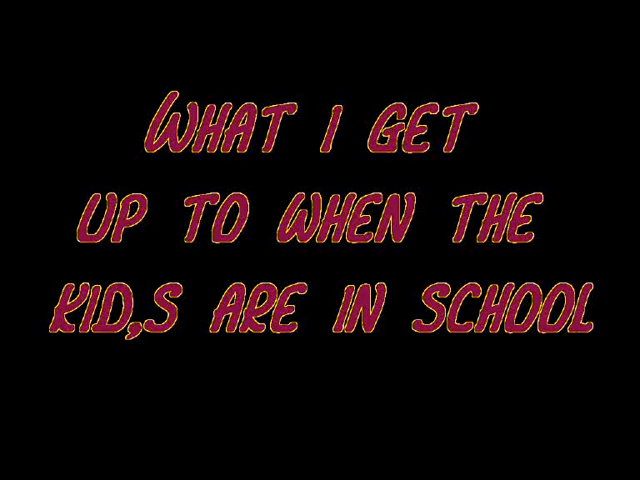 WHAT I GET
UP TO WHEN THE
KID,S ARE IN SCHOOL